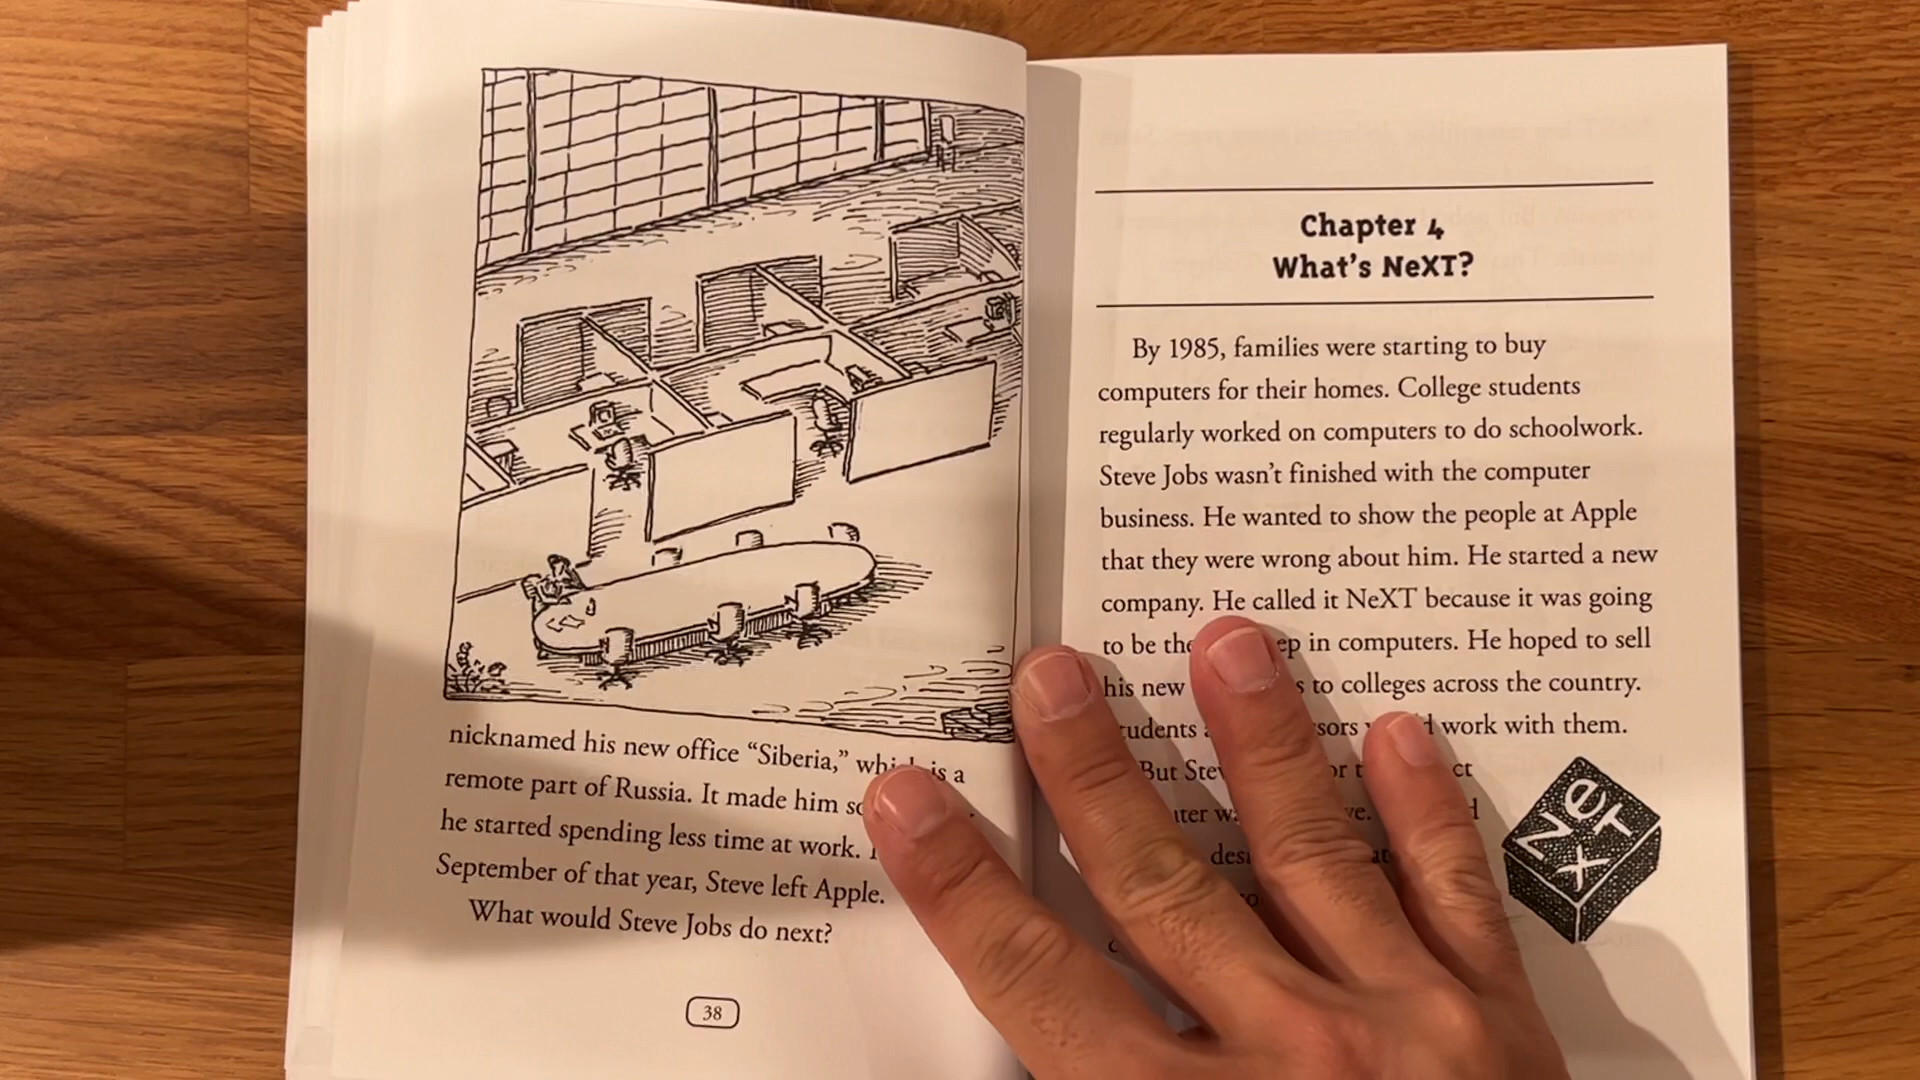 nicknamed his new office “Siberia,” which is a
remote part of Russia. It made him
he started spending less time at work.
September of that year, Steve left Apple.
What would Steve Jobs do next?
38
Chapter 4
What's NeXT?
By 1985, families were starting to buy
computers for their homes. College students
regularly worked on computers to do schoolwork.
Steve Jobs wasn't finished with the computer
business. He wanted to show the people at Apple
that they were wrong about him. He started a new
company. He called it NeXT because it was going
to be the in computers. He hoped to sell
his new to colleges across the country.
work with them.
But
NeXT